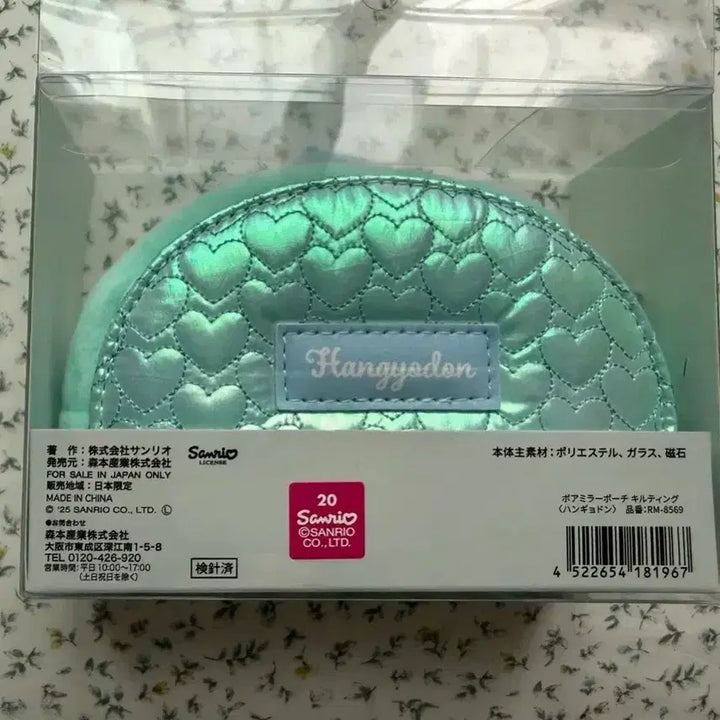 Hangyodon
著 作：株式会社サンリオ
発売元：森本産業株式会社
FOR SALE IN JAPAN ONLY
販売地域：日本限定
MADE IN CHINA
© '25 SANRIO CO., LTD. Ⓛ
●お問合わせ
森本産業株式会社
大阪市東成区深江南1-5-8
TEL 0120-426-920
営業時間：平日 10:00～17:00
（土日祝日を除く）
Sanrio
LICENSE
検針済
20
Sanrio
©SANRIO
CO., LTD.
本体主素材：ポリエステル、ガラス、磁石
ボアミラーポーチ キルティング
〈ハンギョドン〉 品番：RM-8569
4 522654 181967